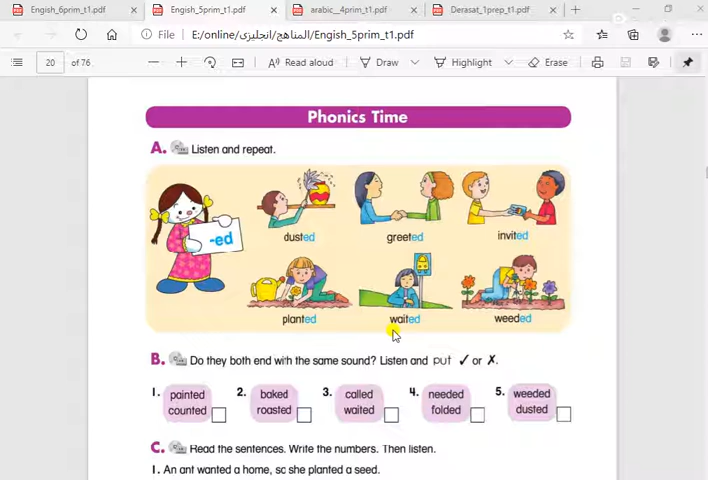 Engish_6prim_t1.pdf
Engish_5prim_t1.pdf
arabic__4prim_t1.pdf
Derasat_1prep_t1.pdf
File
E:/online/المناهج/انجليزى/Engish_5prim_t1.pdf
20 of 76
Read aloud
Draw
Highlight
Erase
Phonics Time
A. Listen and repeat.
-ed
dusted
greeted
invited
planted
waited
weeded
B. Do they both end with the same sound? Listen and put ✓ or ✗.
1. painted counted
2. baked roasted
3. called waited
4. needed folded
5. weeded dusted
C. Read the sentences. Write the numbers. Then listen.
1. An ant wanted a home, sc she planted a seed.